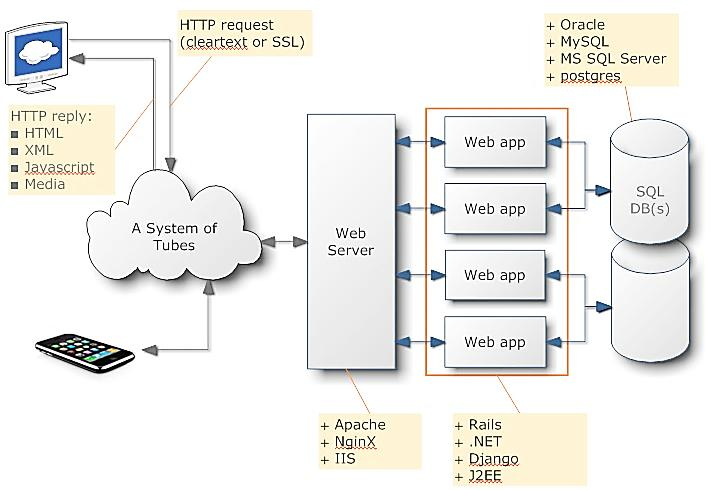 HTTP request
(cleartext or SSL)
+ Oracle
+ MySQL
+ MS SQL Server
+ postgres
HTTP reply:
■ HTML
■ XML
■ Javascript
■ Media
A System of
Tubes
Web
Server
Web app
Web app
Web app
Web app
SQL
DB(s)
+ Apache
+ NginX
+ IIS
+ Rails
+ .NET
+ Django
+ J2EE